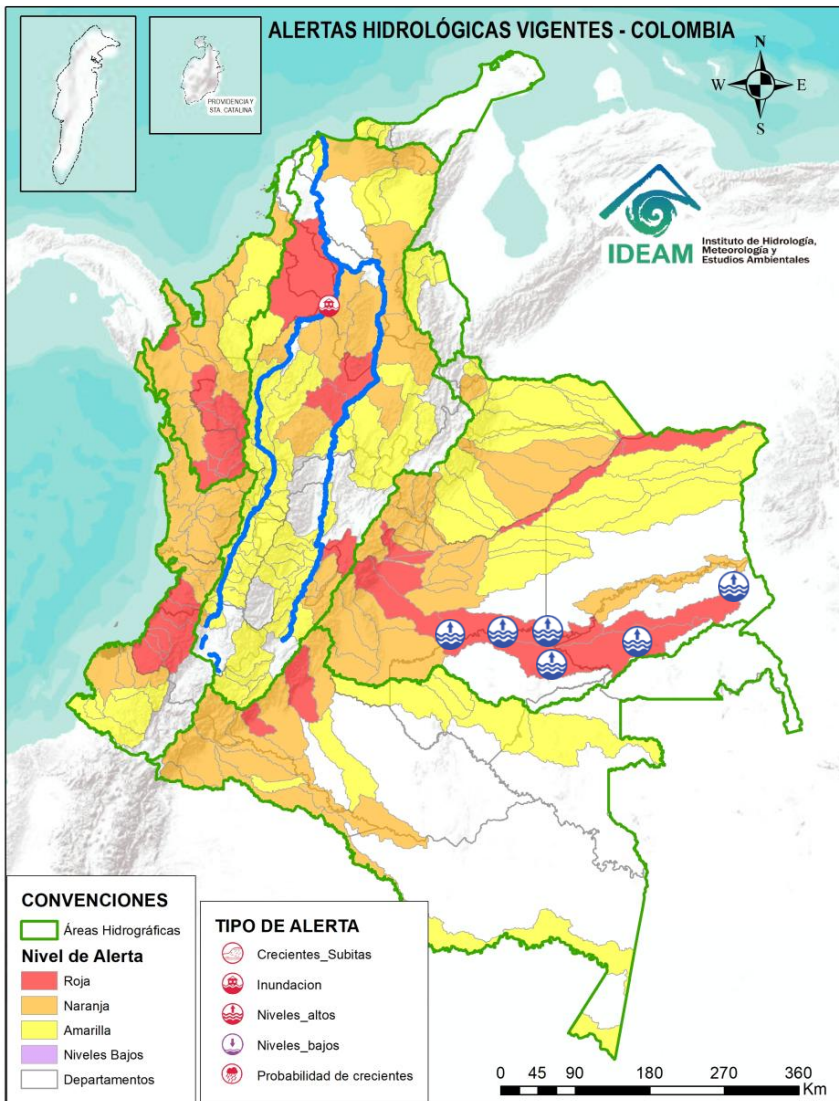 ALERTAS HIDROLÓGICAS VIGENTES - COLOMBIA
PROVIDENCIA Y
STA. CATALINA
N
W
E
S
IDEAM
Instituto de Hidrología,
Meteorología y
Estudios Ambientales
CONVENCIONES
Áreas Hidrográficas
Nivel de Alerta
Roja
Naranja
Amarilla
Niveles Bajos
Departamentos
TIPO DE ALERTA
Crecientes_Subitas
Inundacion
Niveles_altos
Niveles_bajos
Probabilidad de crecientes
0 45 90 180 270 360
Km